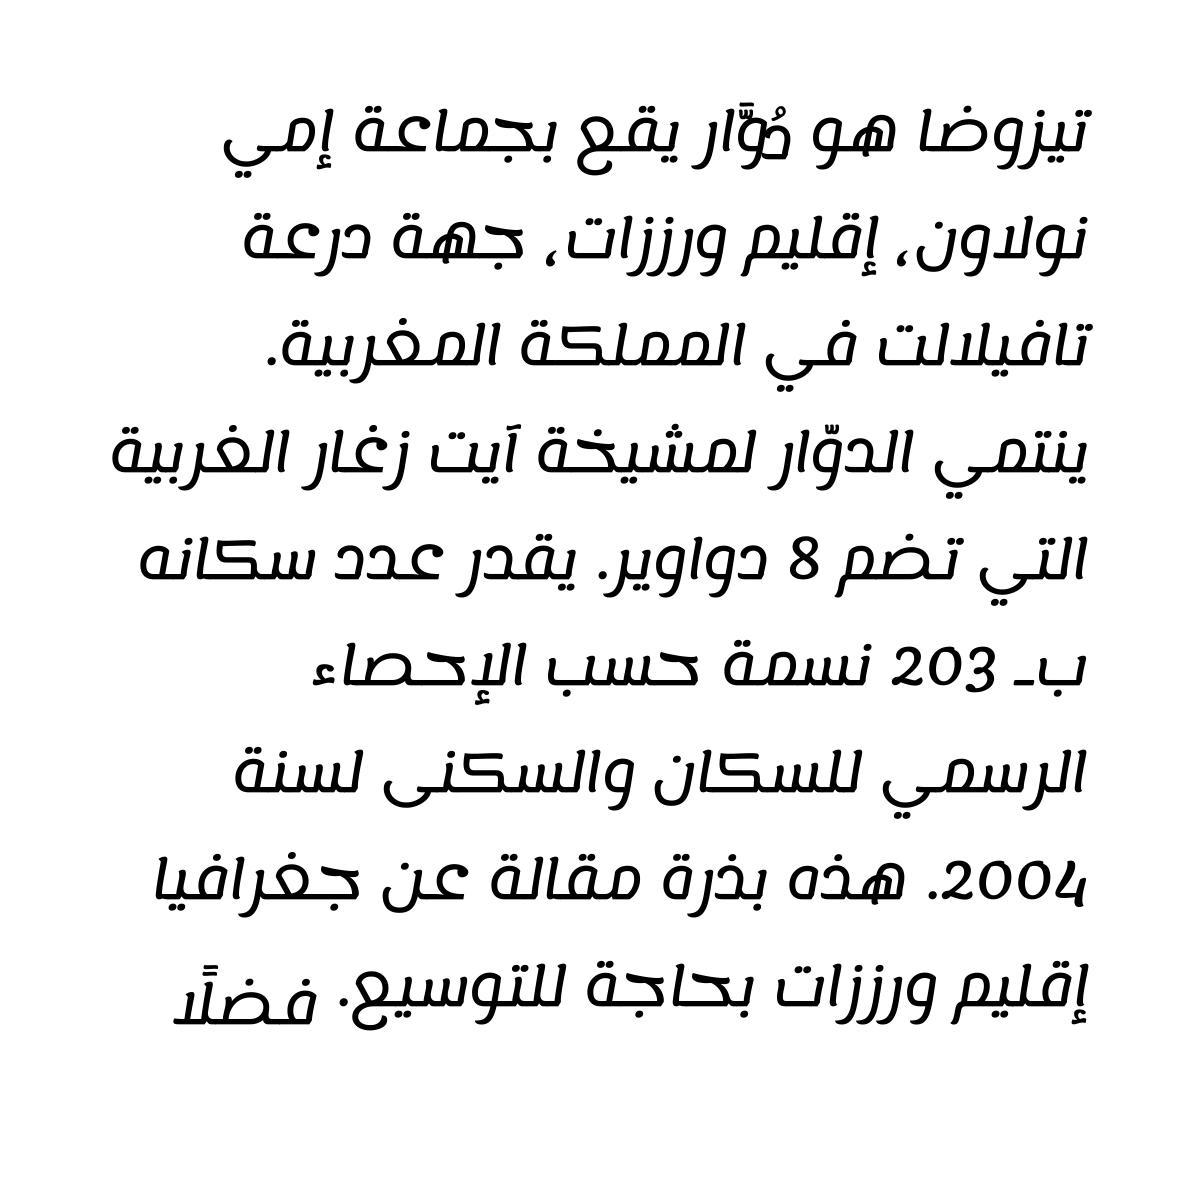 تيزوضا هو دُوَّار يقع بجماعة إمي
نولاون، إقليم ورززات، جهة درعة
تافيلالت في المملكة المغربية.
ينتمي الدوّار لمشيخة آيت زغار الغربية
التي تضم 8 دواوير. يقدر عدد سكانه
بـ 203 نسمة حسب الإحصاء
الرسمي للسكان والسكنى لسنة
2004. هذه بذرة مقالة عن جغرافيا
إقليم ورززات بحاجة للتوسيع. فضلًا